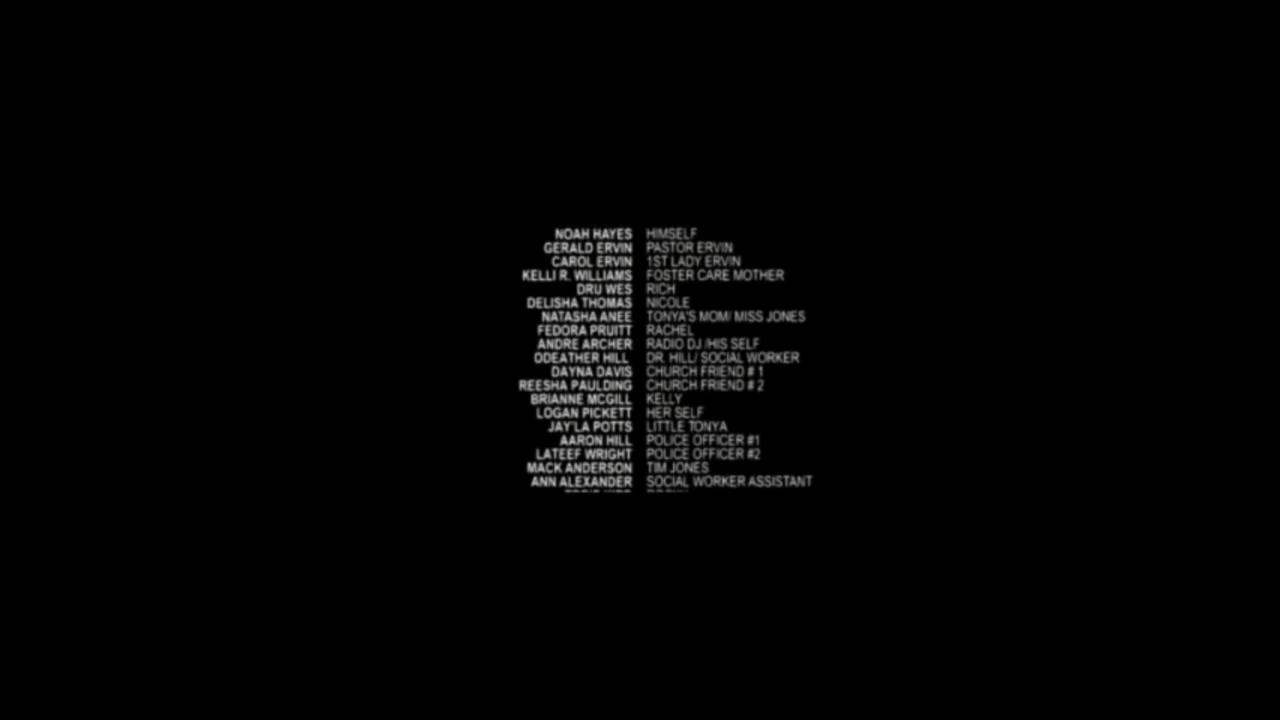 NOAH HAYES HIMSELF
GERALD ERVIN PASTOR ERVIN
CAROL ERVIN 1ST LADY ERVIN
KELLI R. WILLIAMS FOSTER CARE MOTHER
DRU WES RICH
DELISHA THOMAS NICOLE
NATASHA ANEE TONYA'S MOM/ MISS JONES
FEDORA PRUITT RACHEL
ANDRE ARCHER RADIO DJ /HIS SELF
ODEATHER HILL DR. HILL/ SOCIAL WORKER
DAYNA DAVIS CHURCH FRIEND # 1
REESHA PAULDING CHURCH FRIEND # 2
BRIANNE MCGILL KELLY
LOGAN PICKETT HER SELF
JAY'LA POTTS LITTLE TONYA
AARON HILL POLICE OFFICER #1
LATEEF WRIGHT POLICE OFFICER #2
MACK ANDERSON TIM JONES
ANN ALEXANDER SOCIAL WORKER ASSISTANT